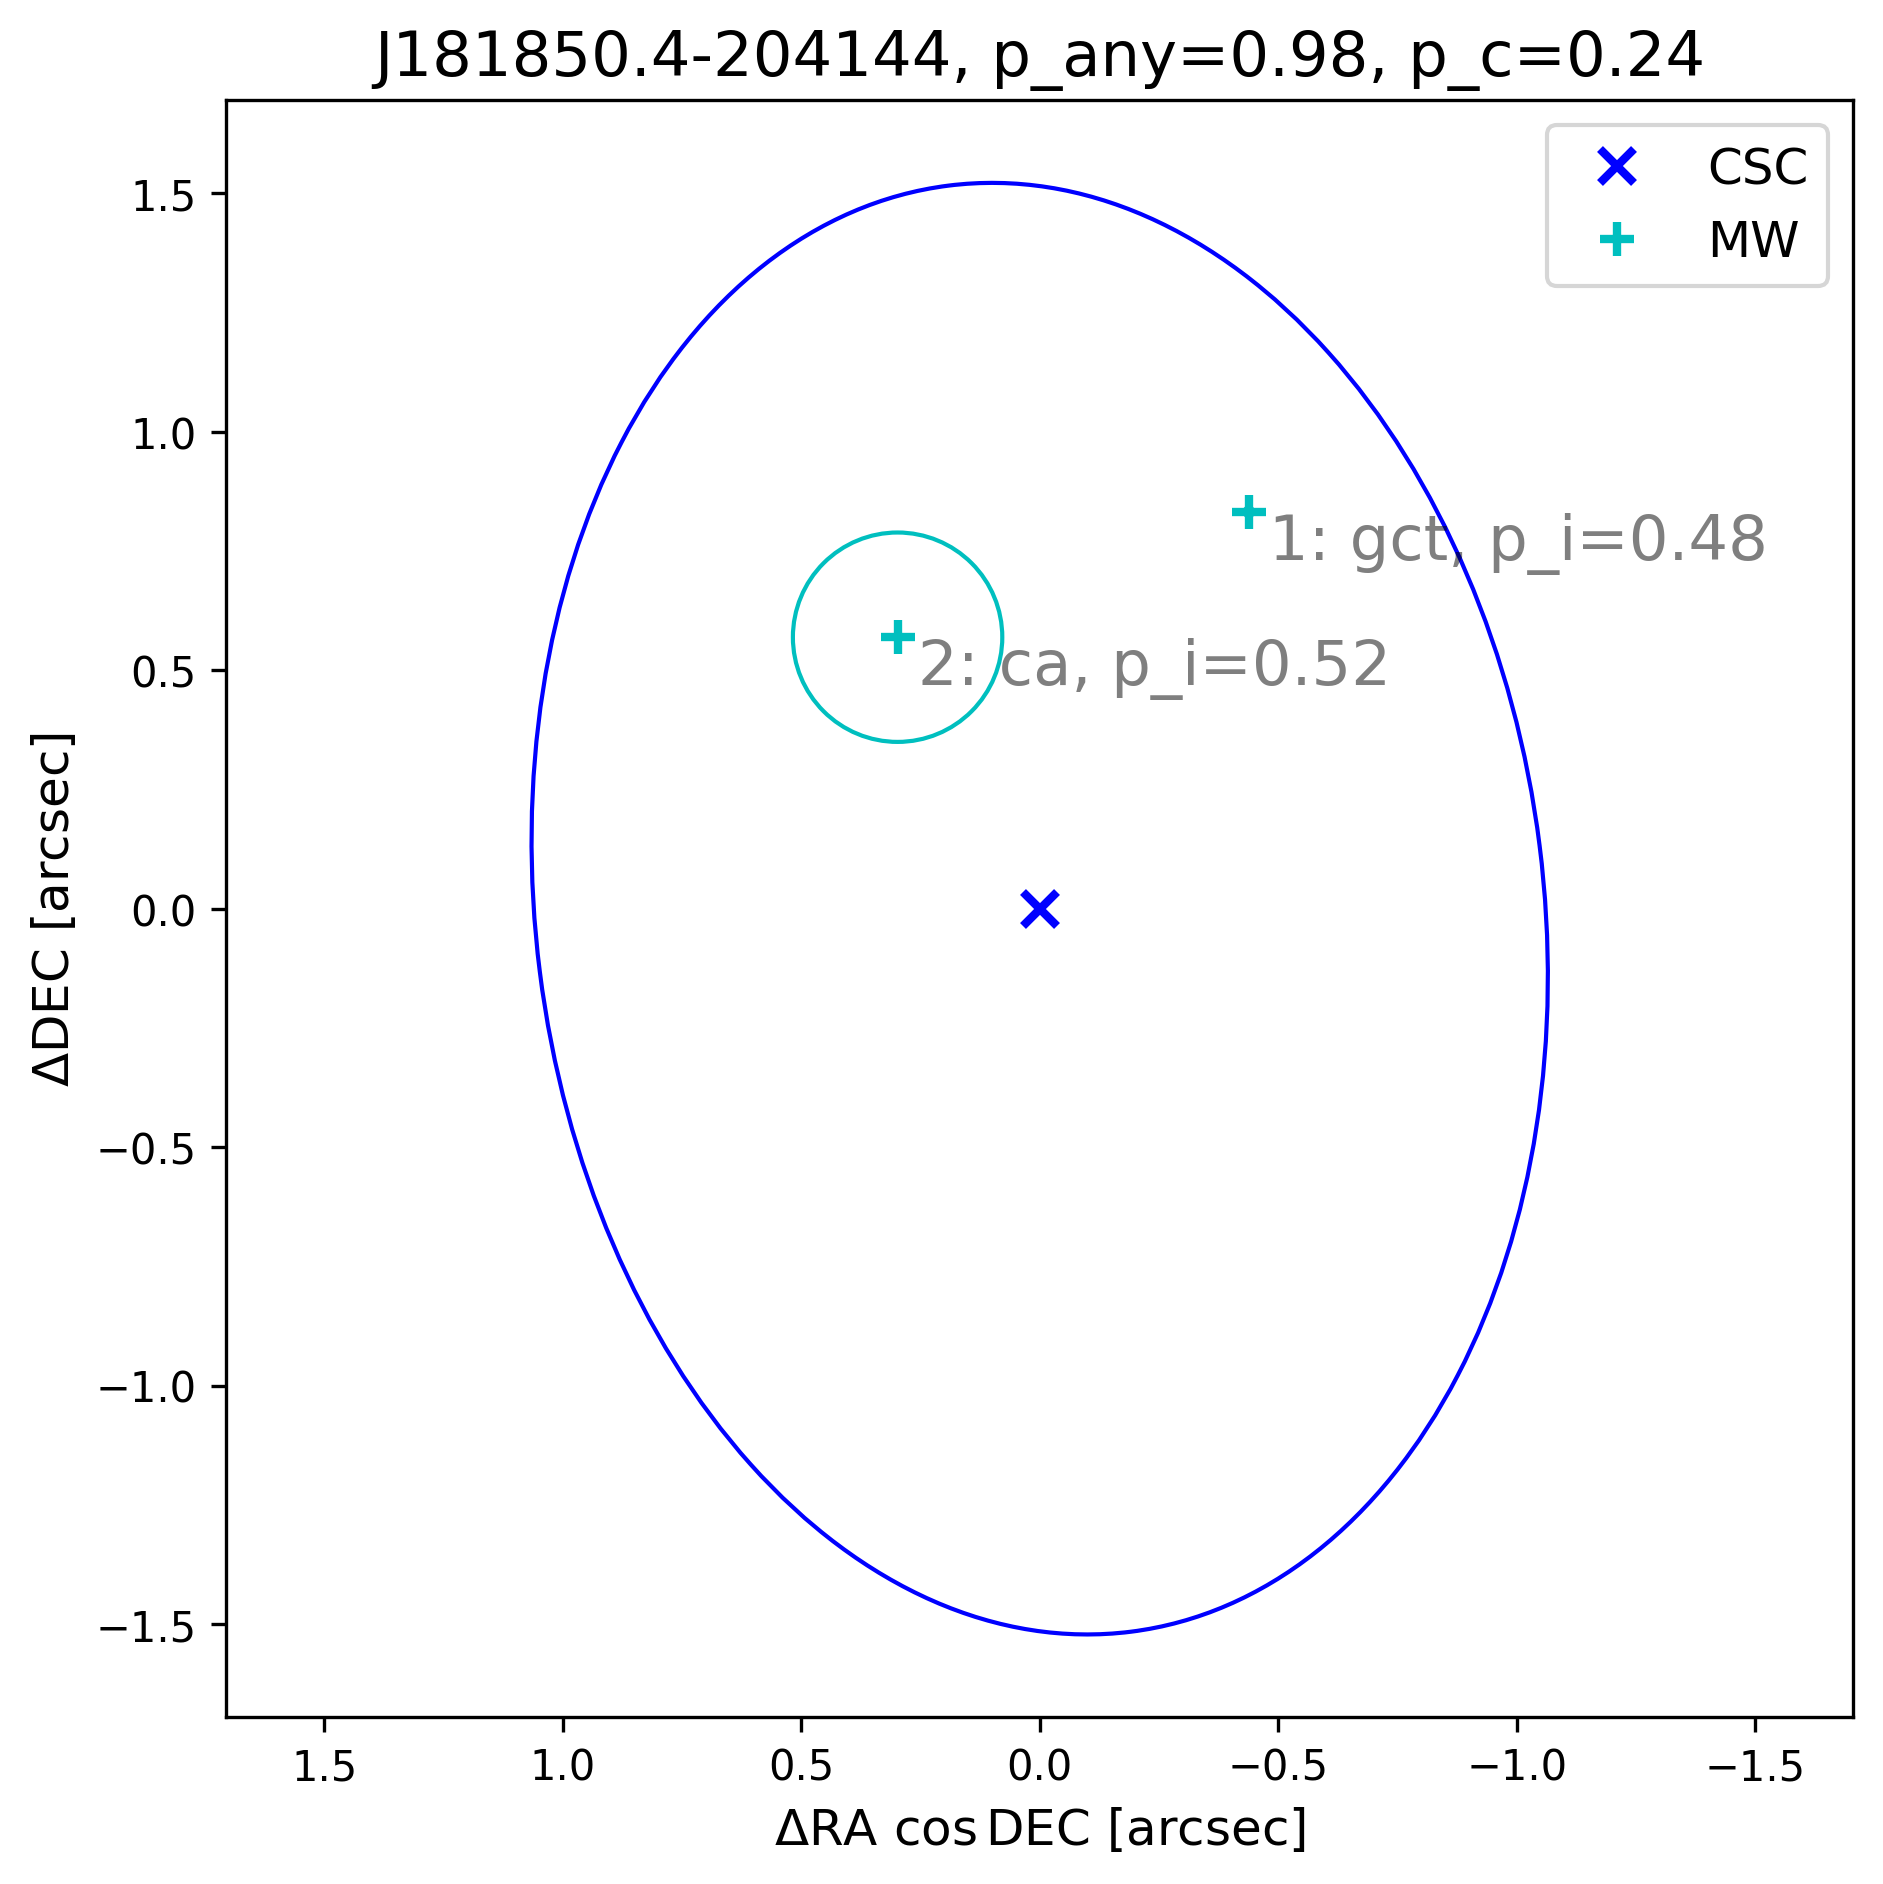 J181850.4-204144, p_any=0.98, p_c=0.24
CSC
MW
1: gct, p_i=0.48
2: ca, p_i=0.52
1.5
1.0
0.5
0.0
−0.5
−1.0
−1.5
ΔDEC [arcsec]
1.5 1.0 0.5 0.0 −0.5 −1.0 −1.5
ΔRA cos DEC [arcsec]